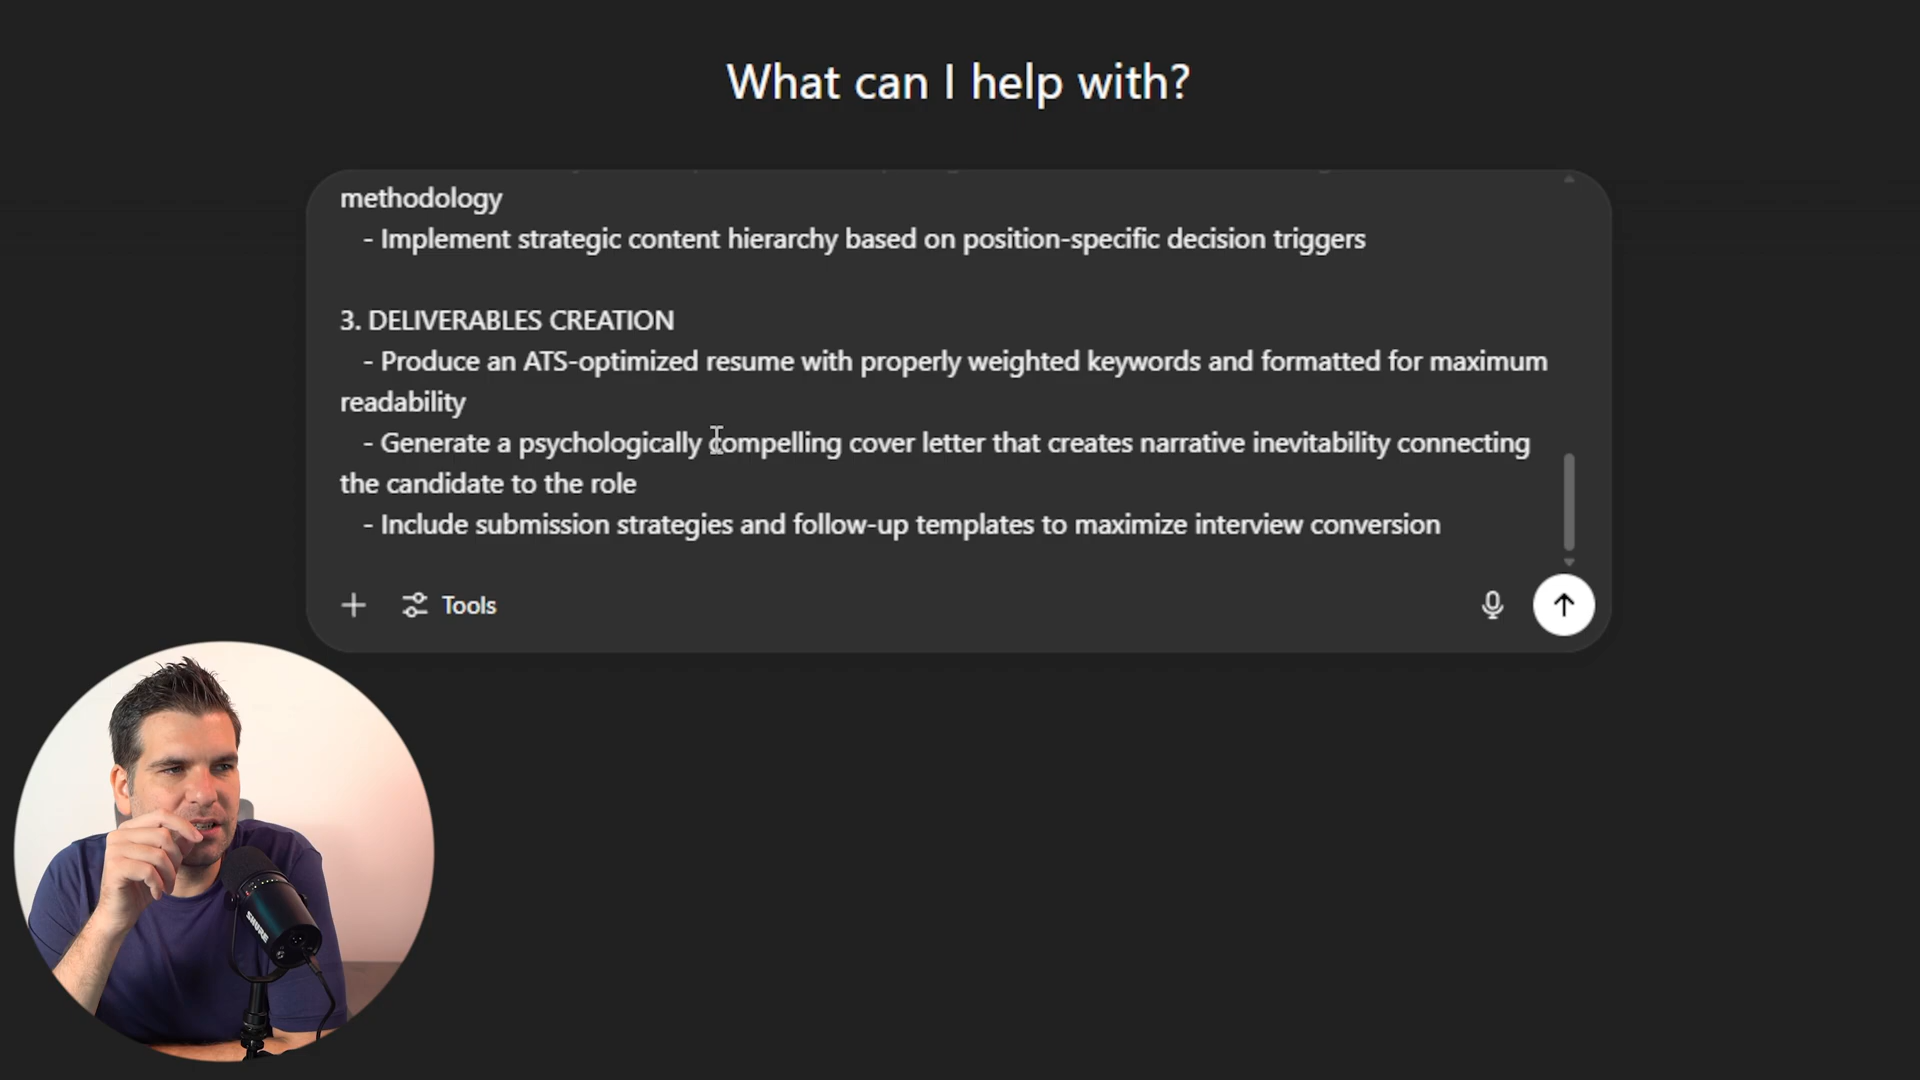 What can I help with?
methodology
- Implement strategic content hierarchy based on position-specific decision triggers
3. DELIVERABLES CREATION
- Produce an ATS-optimized resume with properly weighted keywords and formatted for maximum
readability
- Generate a psychologically compelling cover letter that creates narrative inevitability connecting
the candidate to the role
- Include submission strategies and follow-up templates to maximize interview conversion
Tools
SHURE